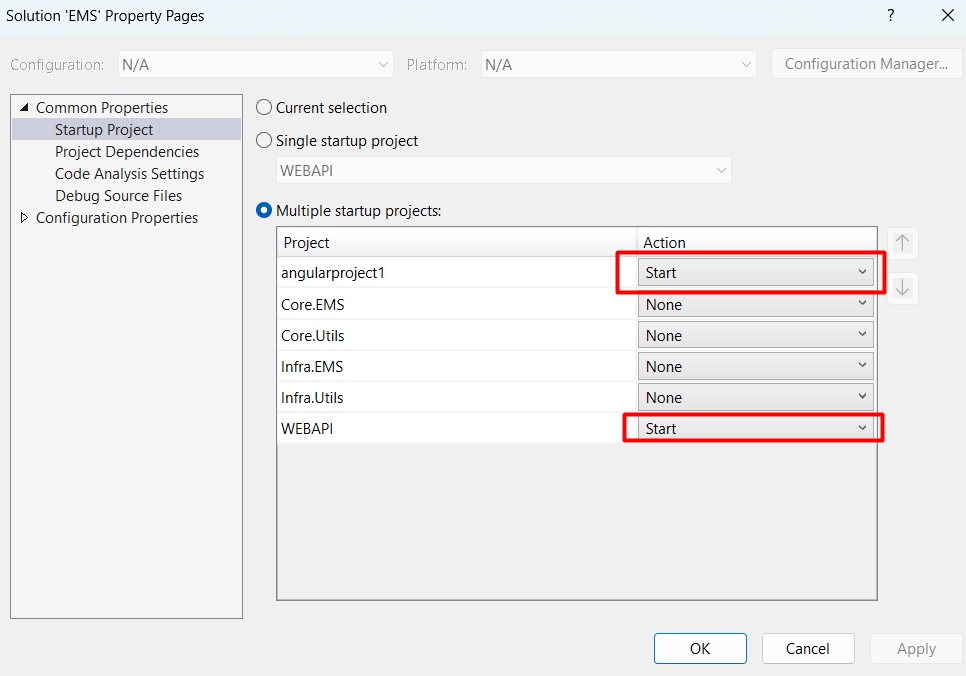 Solution 'EMS' Property Pages ?
Configuration: N/A Platform: N/A Configuration Manager...
Common Properties
Startup Project
Project Dependencies
Code Analysis Settings
Debug Source Files
Configuration Properties
Current selection
Single startup project
WEBAPI
Multiple startup projects:
Project Action
angularproject1 Start
Core.EMS None
Core.Utils None
Infra.EMS None
Infra.Utils None
WEBAPI Start
OK Cancel Apply